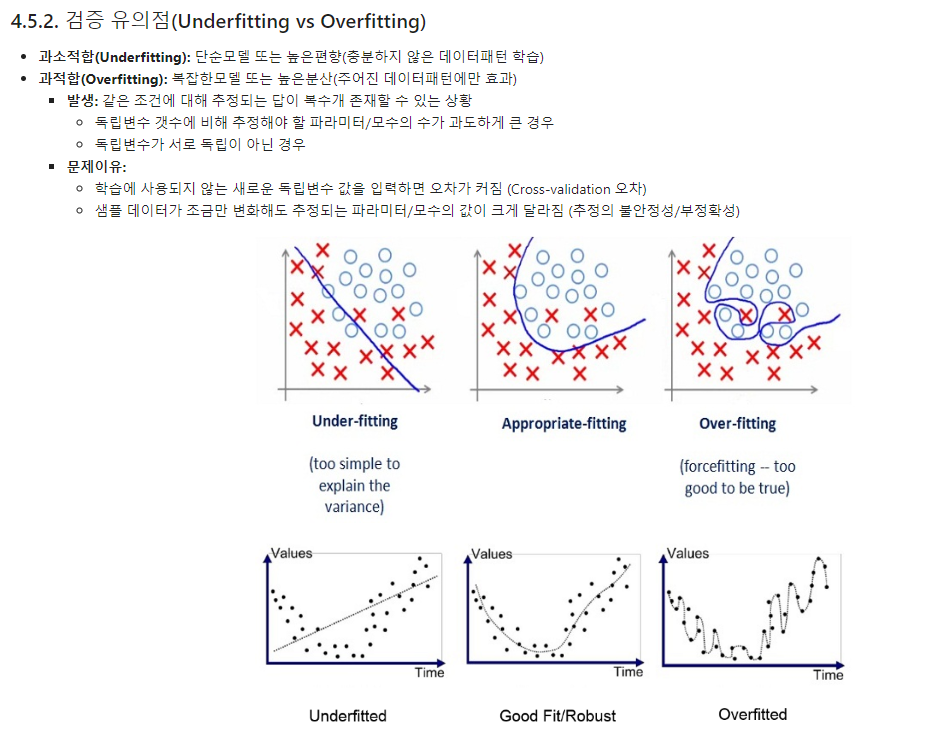 4.5.2. 검증 유의점(Underfitting vs Overfitting)
과소적합(Underfitting): 단순모델 또는 높은편향(충분하지 않은 데이터패턴 학습)
과적합(Overfitting): 복잡한모델 또는 높은분산(주어진 데이터패턴에만 효과)
발생: 같은 조건에 대해 추정되는 답이 복수개 존재할 수 있는 상황
독립변수 갯수에 비해 추정해야 할 파라미터/모수의 수가 과도하게 큰 경우
독립변수가 서로 독립이 아닌 경우
문제이유:
학습에 사용되지 않는 새로운 독립변수 값을 입력하면 오차가 커짐 (Cross-validation 오차)
샘플 데이터가 조금만 변화해도 추정되는 파라미터/모수의 값이 크게 달라짐 (추정의 불안정성/부정확성)
Under-fitting
(too simple to
explain the
variance)
Appropriate-fitting
Over-fitting
(forcefitting -- too
good to be true)
Values
Time
Underfitted
Values
Time
Good Fit/Robust
Values
Time
Overfitted